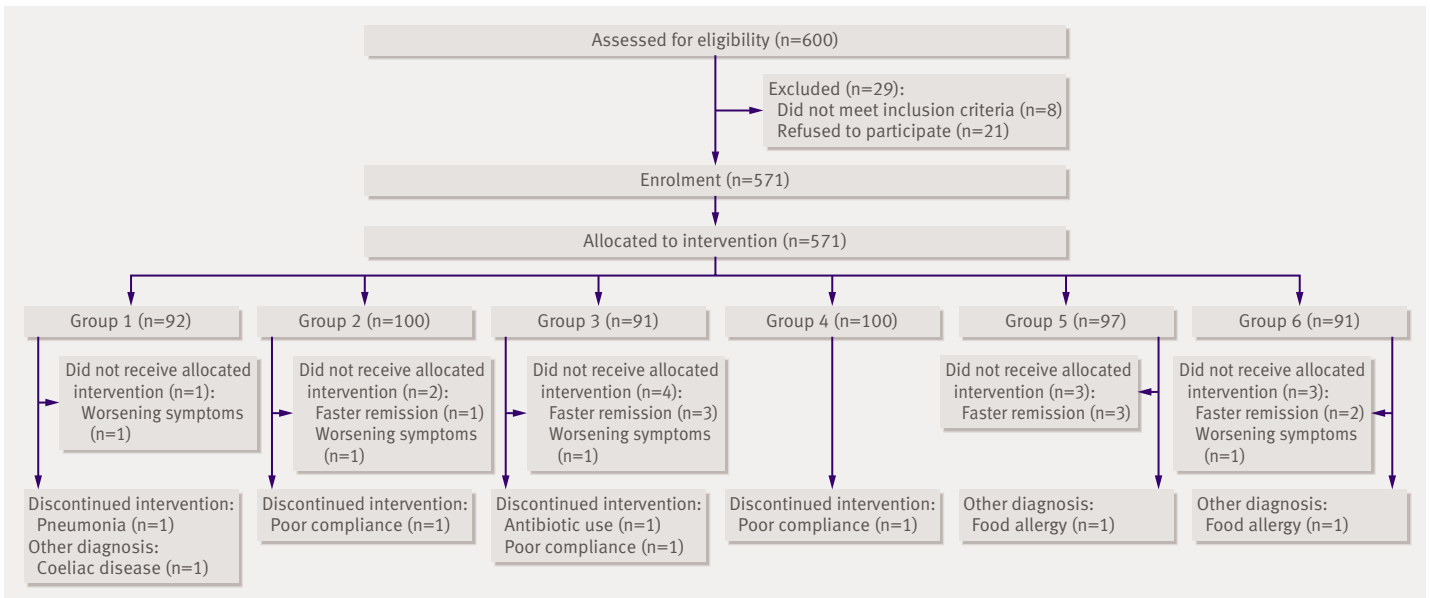 Assessed for eligibility (n=600)
Excluded (n=29):
Did not meet inclusion criteria (n=8)
Refused to participate (n=21)
Enrolment (n=571)
Allocated to intervention (n=571)
Group 1 (n=92)
Group 2 (n=100)
Group 3 (n=91)
Group 4 (n=100)
Group 5 (n=97)
Group 6 (n=91)
Did not receive allocated
intervention (n=1):
Worsening symptoms
(n=1)
Did not receive allocated
intervention (n=2):
Faster remission (n=1)
Worsening symptoms
(n=1)
Did not receive allocated
intervention (n=4):
Faster remission (n=3)
Worsening symptoms
(n=1)
Did not receive allocated
intervention (n=3):
Faster remission (n=3)
Did not receive allocated
intervention (n=3):
Faster remission (n=2)
Worsening symptoms
(n=1)
Discontinued intervention:
Pneumonia (n=1)
Other diagnosis:
Coeliac disease (n=1)
Discontinued intervention:
Poor compliance (n=1)
Discontinued intervention:
Antibiotic use (n=1)
Poor compliance (n=1)
Discontinued intervention:
Poor compliance (n=1)
Other diagnosis:
Food allergy (n=1)
Other diagnosis:
Food allergy (n=1)